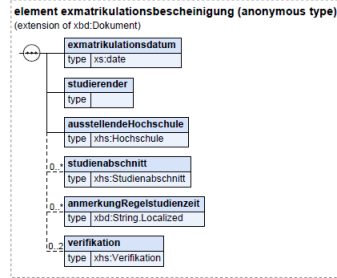 element exmatrikulationsbescheinigung (anonymous type)
(extension of xbd:Dokument)
exmatrikulationsdatum
type xs:date
studierender
type
ausstellendeHochschule
type xhs:Hochschule
0..* studienabschnitt
type xhs:Studienabschnitt
0..* anmerkungRegelstudienzeit
type xbd:String.Localized
0..2 verifikation
type xhs:Verifikation